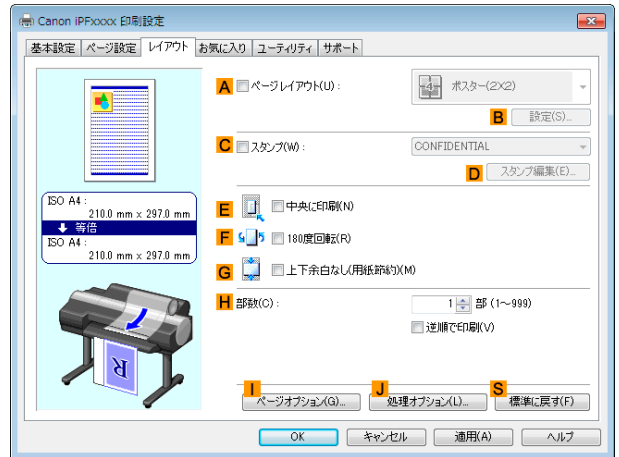 Canon iPFxxxx 印刷設定
基本設定 ページ設定 レイアウト お気に入り ユーティリティ サポート
A ページレイアウト(U) : 4 ポスター(2×2)
B 設定(S)...
C スタンプ(W) : CONFIDENTIAL
D スタンプ編集(E)...
ISO A4 :
210.0 mm x 297.0 mm
等倍
ISO A4 :
210.0 mm x 297.0 mm
E 中央に印刷(N)
F 180度回転(R)
G 上下余白なし(用紙節約)(M)
H 部数(C) : 1 部 (1～999)
逆順で印刷(V)
R
I ページオプション(G)...
J 処理オプション(L)...
S 標準に戻す(F)
OK キャンセル 適用(A) ヘルプ